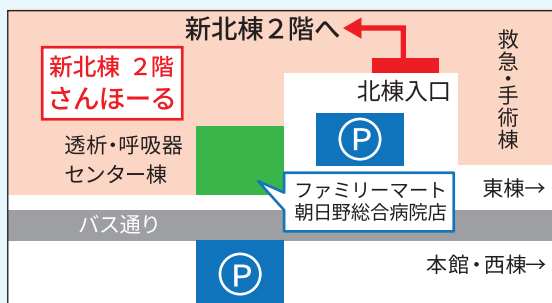 新北棟２階へ
新北棟 ２階
さんほーる
救急・手術棟
北棟入口
P
透析・呼吸器
センター棟
ファミリーマート
朝日野総合病院店
東棟→
バス通り
P
本館・西棟→